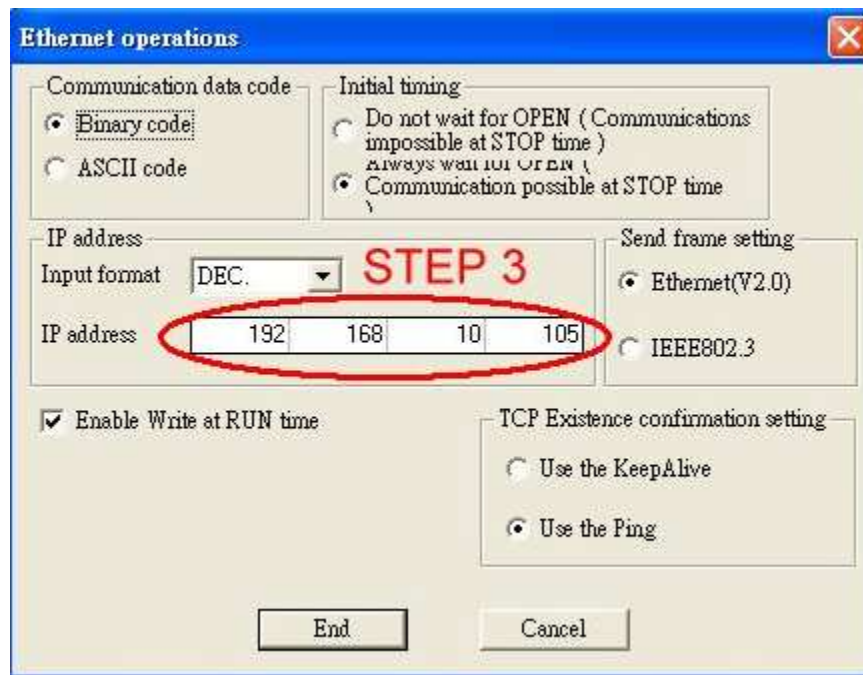 Ethernet operations
Communication data code
Binary code
ASCII code
Initial timing
Do not wait for OPEN ( Communications
impossible at STOP time )
Always wait for OPEN (
Communication possible at STOP time
)
IP address
Input format
DEC.
STEP 3
IP address
192 168 10 105
Send frame setting
Ethernet(V2.0)
IEEE802.3
Enable Write at RUN time
TCP Existence confirmation setting
Use the KeepAlive
Use the Ping
End
Cancel